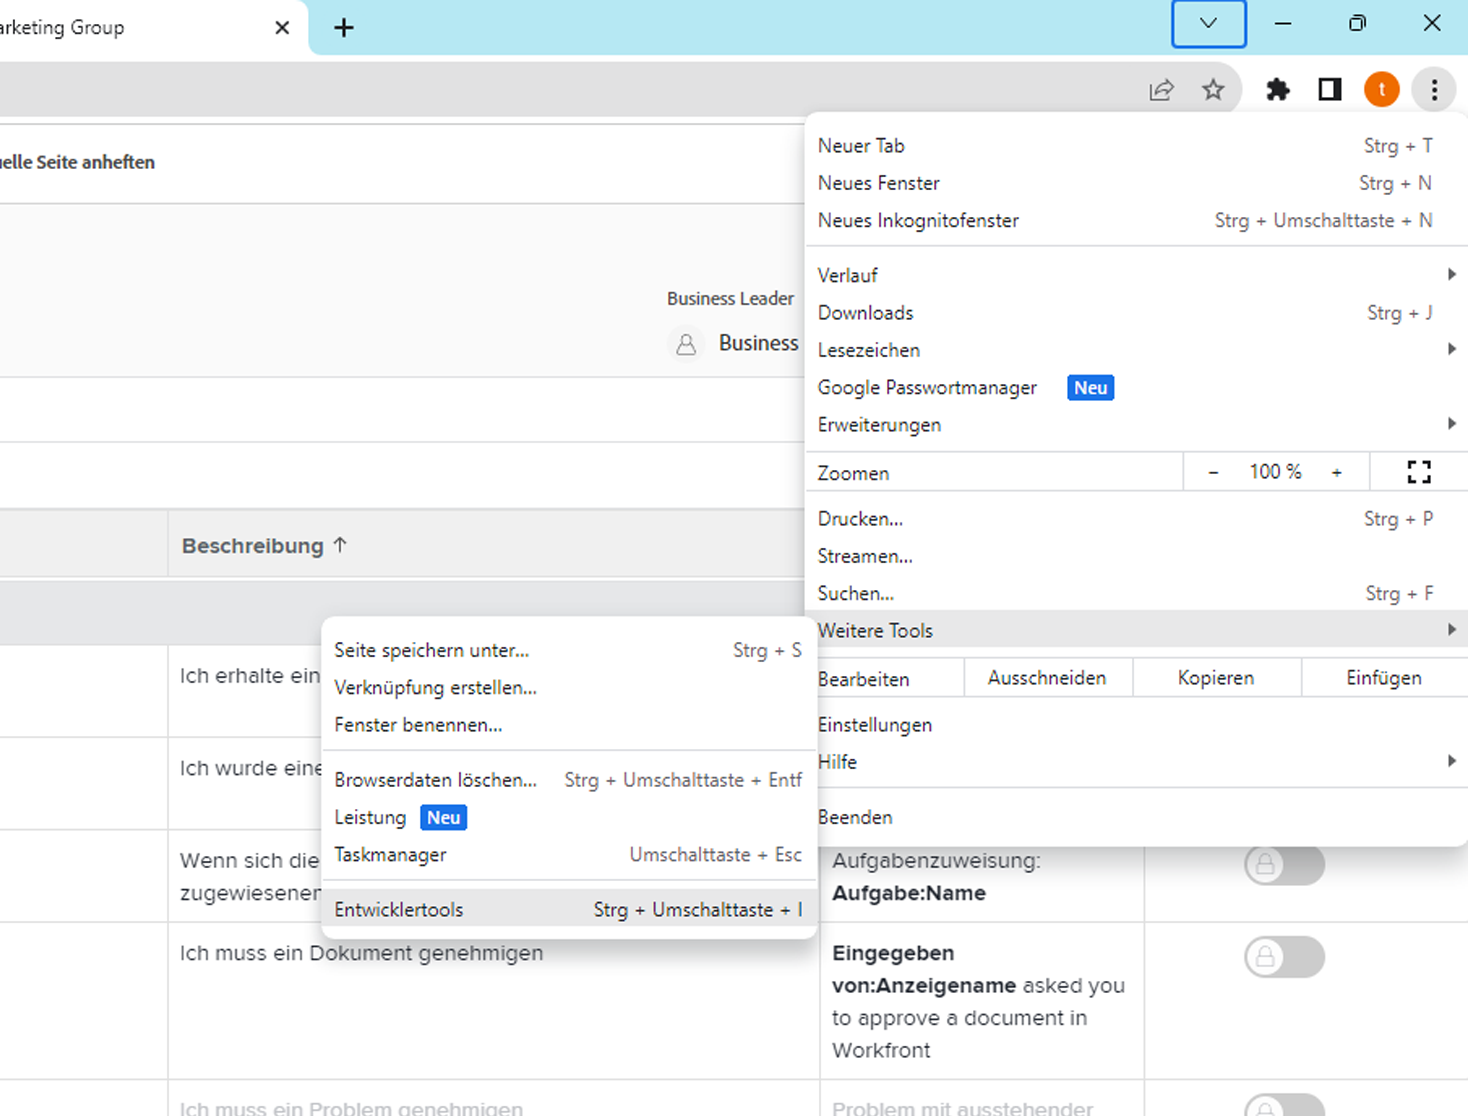 arketing Group
t
uelle Seite anheften
Neuer Tab Strg + T
Neues Fenster Strg + N
Neues Inkognitofenster Strg + Umschalttaste + N
Verlauf
Downloads Strg + J
Lesezeichen
Google Passwortmanager Neu
Erweiterungen
Zoomen - 100 % +
Drucken... Strg + P
Streamen...
Suchen... Strg + F
Weitere Tools
Bearbeiten Ausschneiden Kopieren Einfügen
Einstellungen
Hilfe
Beenden
Business Leader
Business
Beschreibung ↑
Seite speichern unter... Strg + S
Verknüpfung erstellen...
Fenster benennen...
Browserdaten löschen... Strg + Umschalttaste + Entf
Leistung Neu
Taskmanager Umschalttaste + Esc
Entwicklertools Strg + Umschalttaste + I
Ich erhalte ein
Ich wurde eine
Wenn sich die
zugewiesener
Aufgabenzuweisung:
Aufgabe:Name
Ich muss ein Dokument genehmigen
Eingegeben
von:Anzeigename asked you
to approve a document in
Workfront
Ich muss ein Problem genehmigen
Problem mit ausstehender